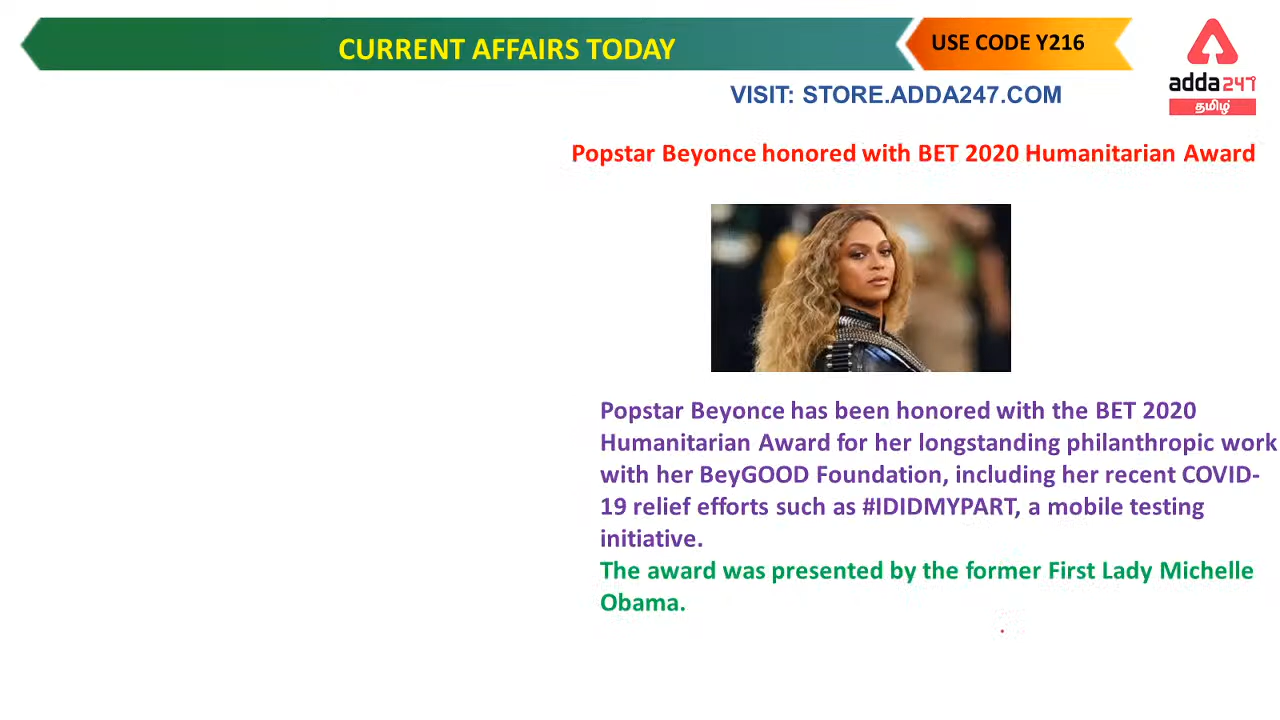 CURRENT AFFAIRS TODAY
USE CODE Y216
adda247
தமிழ்
VISIT: STORE.ADDA247.COM
Popstar Beyonce honored with BET 2020 Humanitarian Award
Popstar Beyonce has been honored with the BET 2020
Humanitarian Award for her longstanding philanthropic work
with her BeyGOOD Foundation, including her recent COVID-
19 relief efforts such as #IDIDMYPART, a mobile testing
initiative.
The award was presented by the former First Lady Michelle
Obama.